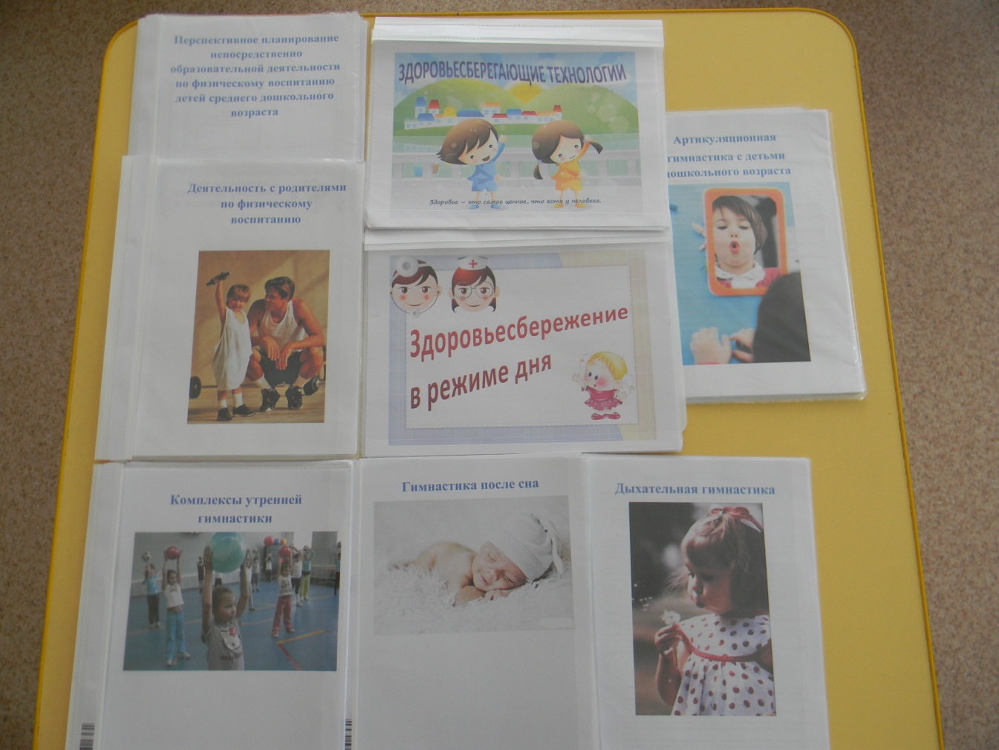 Перспективное планирование
непосредственно
образовательной деятельности
по физическому воспитанию
детей среднего дошкольного
возраста
ЗДОРОВЬЕСБЕРЕГАЮЩИЕ ТЕХНОЛОГИИ
Здоровье – это самое ценное, что есть у человека.
Артикуляционная
гимнастика с детьми
дошкольного возраста
Деятельность с родителями
по физическому
воспитанию
Здоровьесбережение
в режиме дня
Комплексы утренней
гимнастики
Гимнастика после сна
Дыхательная гимнастика